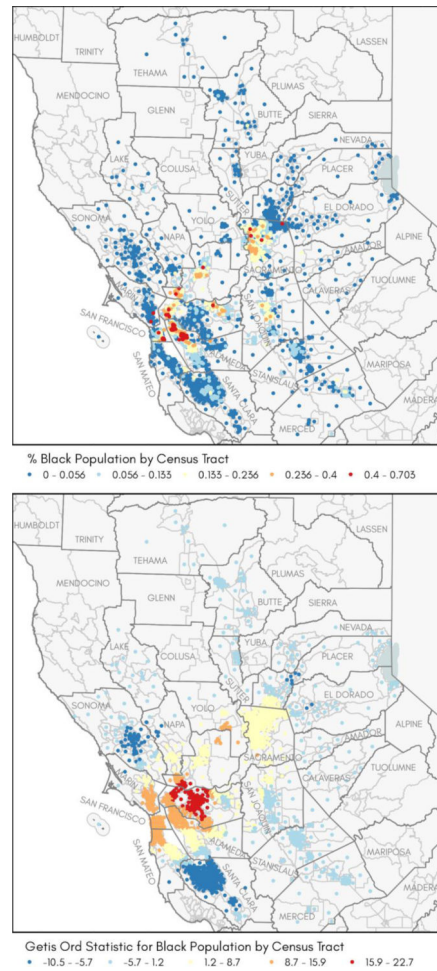 HUMBOLDT
TRINITY
LASSEN
TEHAMA
PLUMAS
MENDOCINO
GLENN
BUTTE
SIERRA
NEVADA
YUBA
LAKE
COLUSA
PLACER
SUTTER
EL DORADO
SONOMA
NAPA
YOLO
ALPINE
AMADOR
SACRAMENTO
MARIN
CALAVERAS
TUOLUMNE
SAN FRANCISCO
SAN JOAQUIN
ALAMEDA
STANISLAUS
MARIPOSA
SAN MATEO
SANTA CLARA
MADERA
MERCED
% Black Population by Census Tract
0 - 0.056 0.056 - 0.133 0.133 - 0.236 0.236 - 0.4 0.4 - 0.703
HUMBOLDT
TRINITY
LASSEN
TEHAMA
PLUMAS
MENDOCINO
GLENN
BUTTE
SIERRA
NEVADA
YUBA
LAKE
COLUSA
PLACER
SUTTER
EL DORADO
SONOMA
NAPA
YOLO
ALPINE
AMADOR
SACRAMENTO
MARIN
CALAVERAS
TUOLUMNE
SAN FRANCISCO
SAN JOAQUIN
ALAMEDA
STANISLAUS
MARIPOSA
SAN MATEO
SANTA CLARA
MADERA
MERCED
Getis Ord Statistic for Black Population by Census Tract
-10.5 - -5.7 -5.7 - 1.2 1.2 - 8.7 8.7 - 15.9 15.9 - 22.7